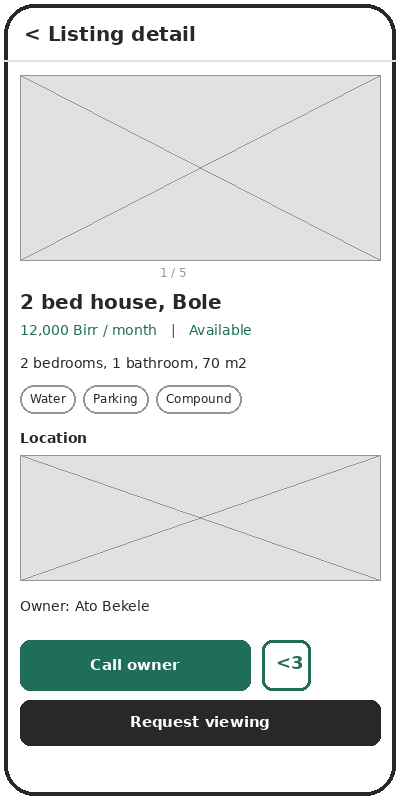 < Listing detail
1 / 5
2 bed house, Bole
12,000 Birr / month | Available
2 bedrooms, 1 bathroom, 70 m2
Water Parking Compound
Location
Owner: Ato Bekele
Call owner <3
Request viewing